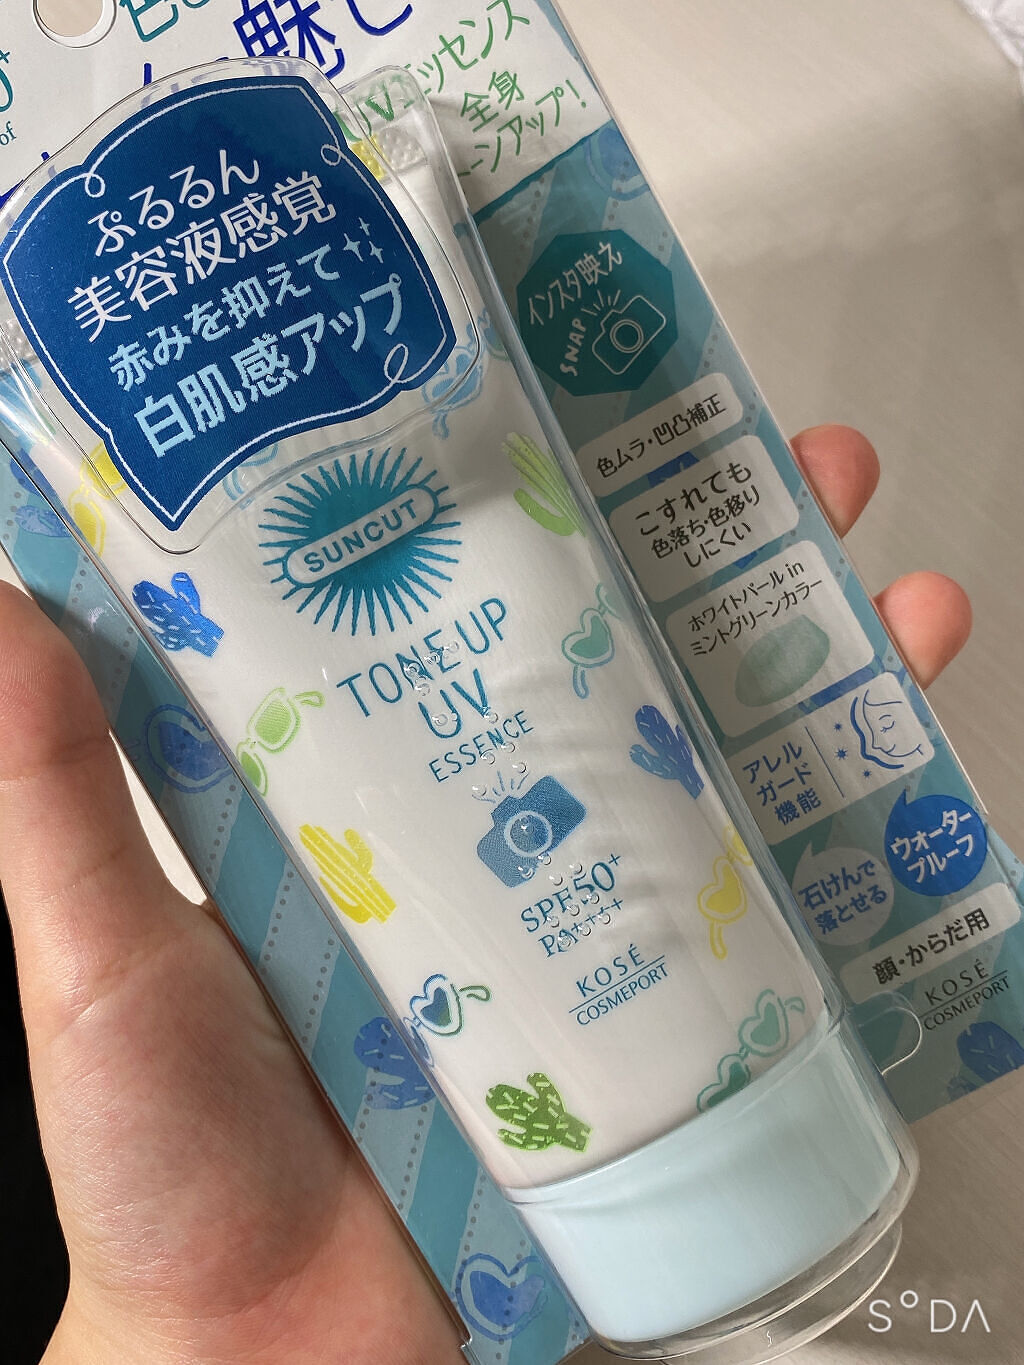 of
UVエッセンス
全身
トーンアップ!
ぷるるん
美容液感覚
赤みを抑えて
白肌感アップ
インスタ映え
SNAP
SUNCUT
TONE UP
UV
ESSENCE
SPF50+
PA++++
KOSÉ
COSMEPORT
色ムラ・凹凸補正
こすれても
色落ち・色移り
しにくい
ホワイトパール in
ミントグリーンカラー
アレル
ガード
機能
ウォーター
プルーフ
石けんで
落とせる
顔・からだ用
KOSÉ
COSMEPORT
SODA